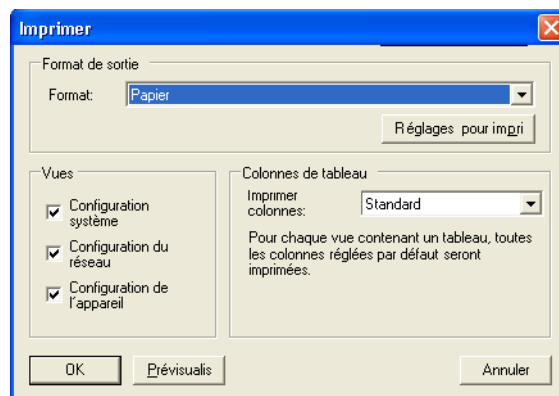 Imprimer
Format de sortie
Format:
Papier
Réglages pour impri
Vues
Configuration
système
Configuration du
réseau
Configuration de
l'appareil
Colonnes de tableau
Imprimer
colonnes:
Standard
Pour chaque vue contenant un tableau, toutes
les colonnes réglées par défaut seront
imprimées.
OK
Prévisualis
Annuler